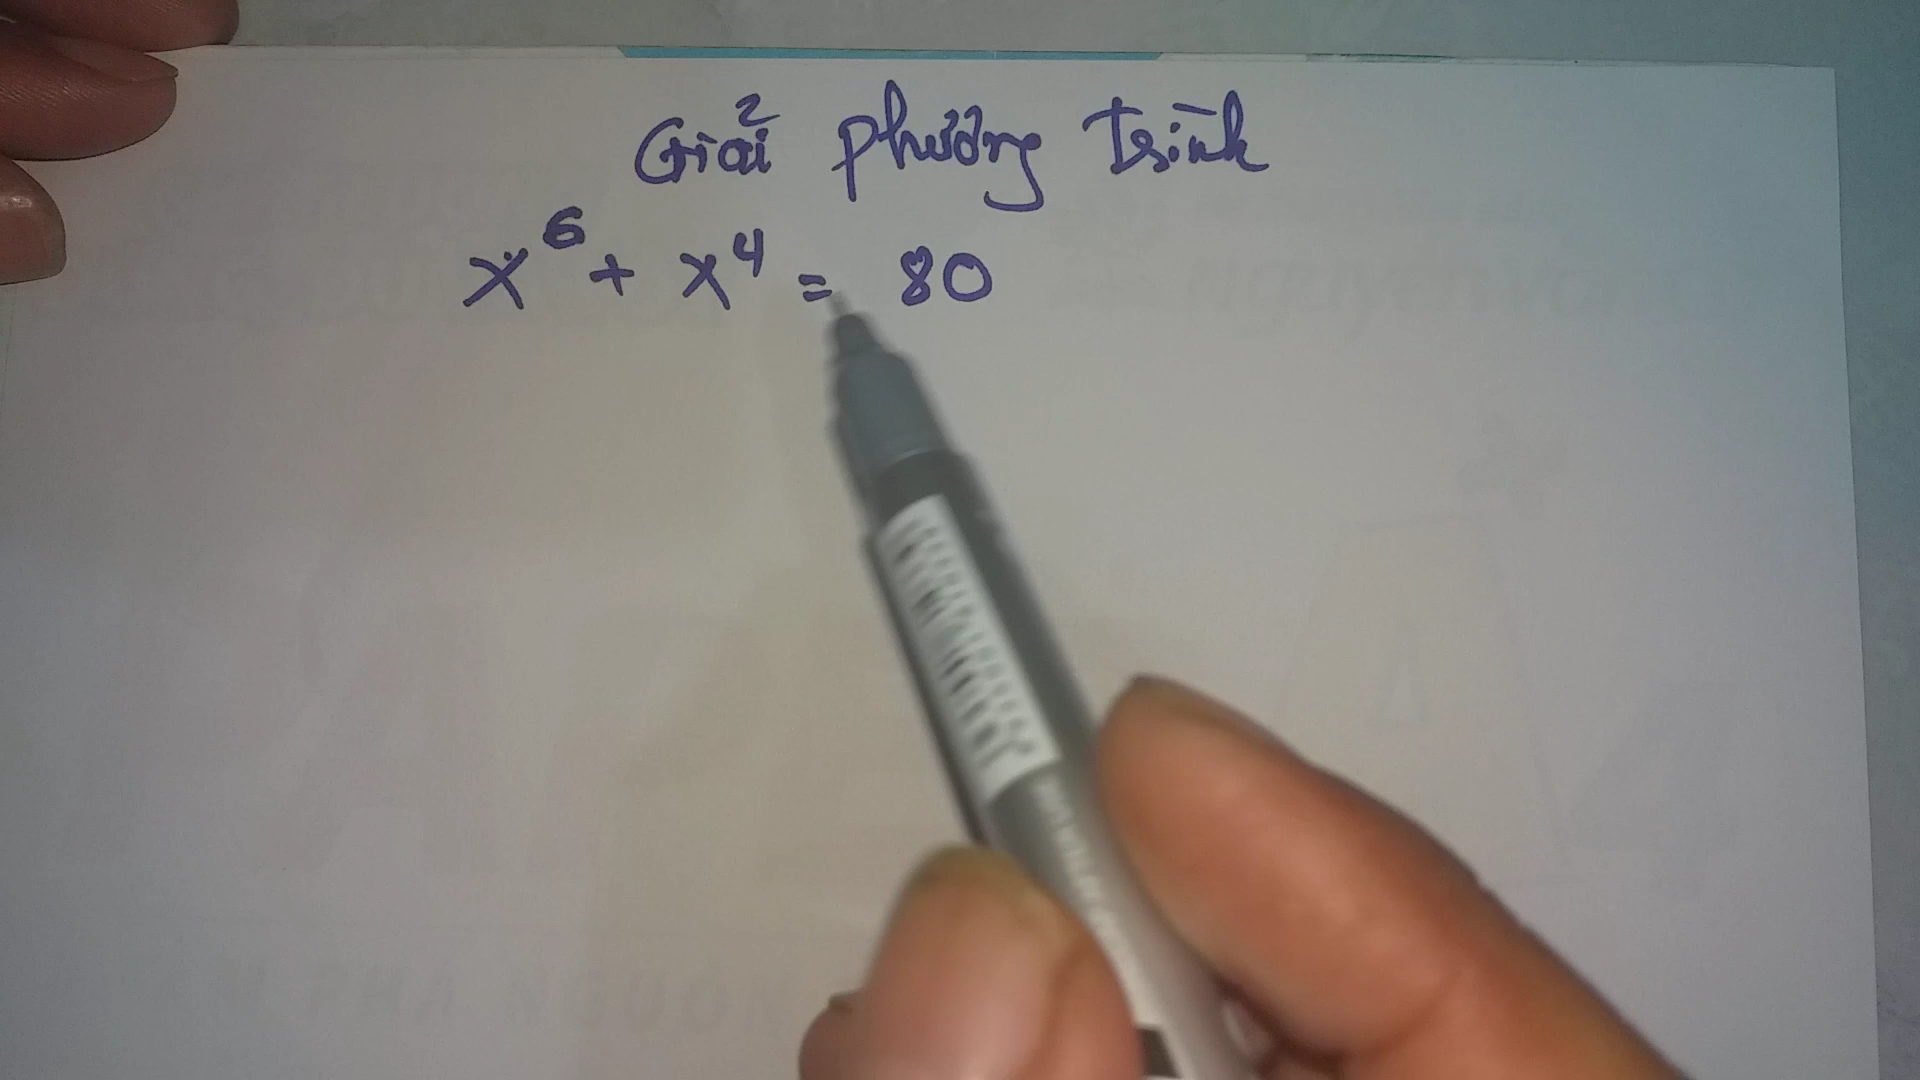 Giải phương trình
x⁶ + x⁴ = 80